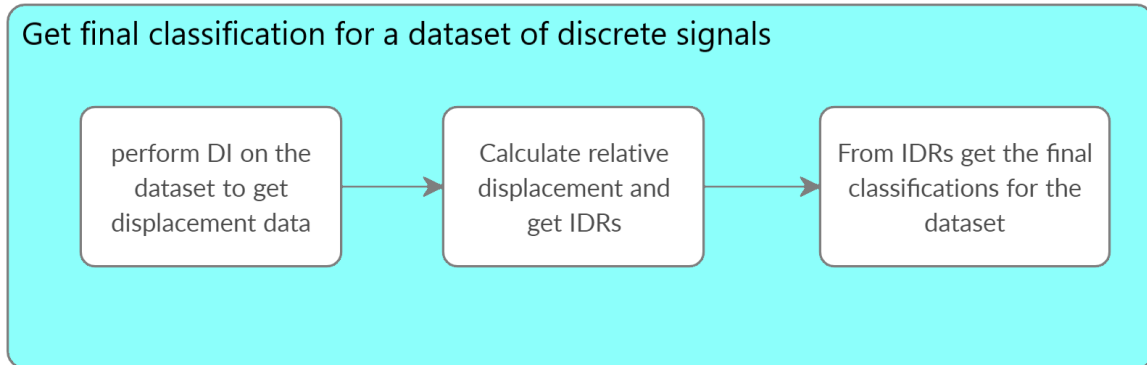 Get final classification for a dataset of discrete signals
perform DI on the
dataset to get
displacement data
Calculate relative
displacement and
get IDRs
From IDRs get the final
classifications for the
dataset